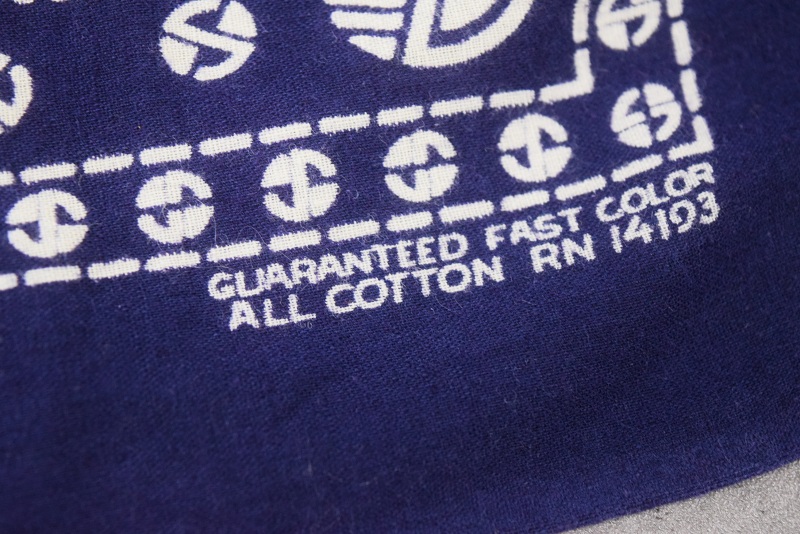 GUARANTEED FAST COLOR
ALL COTTON RN 14193